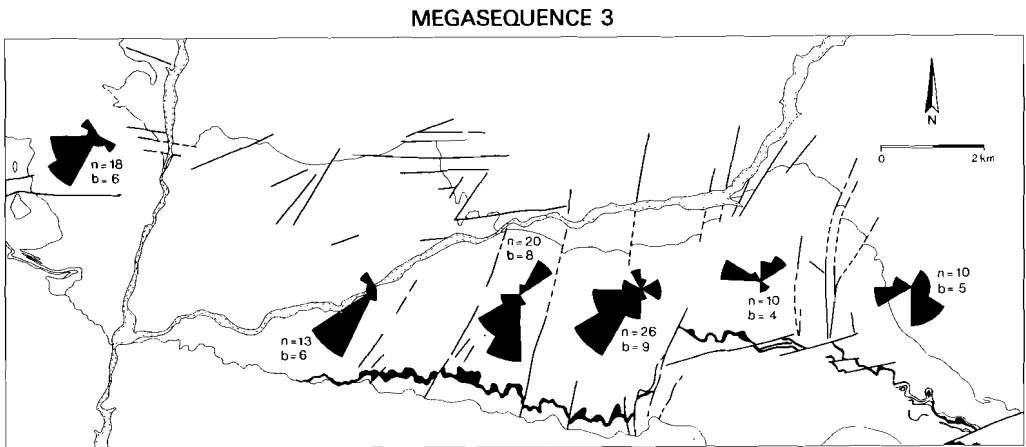 MEGASEQUENCE 3
N
0 2 km
n=18
b=6
n=20
b=8
n=10
b=4
n=10
b=5
n=13
b=6
n=26
b=9